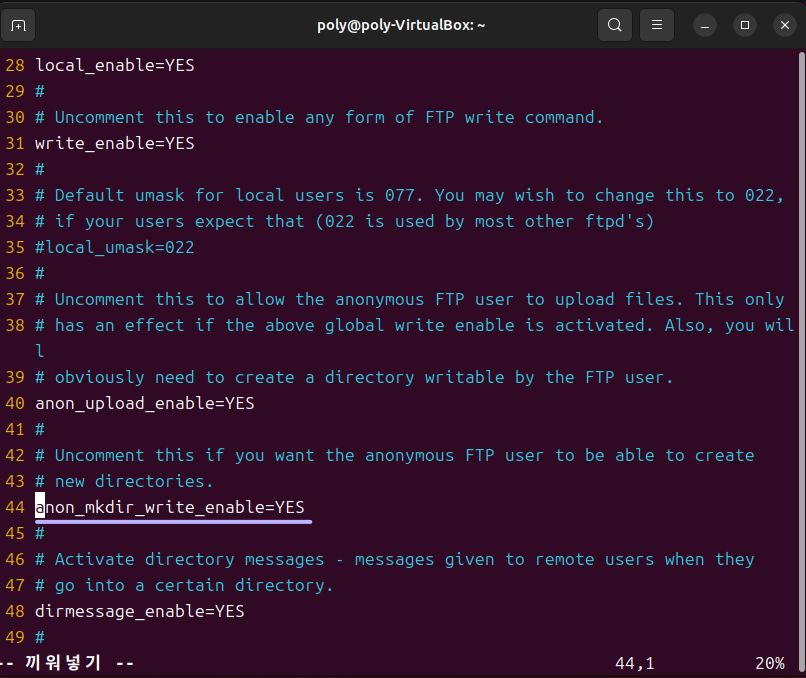 poly@poly-VirtualBox: ~
28 local_enable=YES
29 #
30 # Uncomment this to enable any form of FTP write command.
31 write_enable=YES
32 #
33 # Default umask for local users is 077. You may wish to change this to 022,
34 # if your users expect that (022 is used by most other ftpd's)
35 #local_umask=022
36 #
37 # Uncomment this to allow the anonymous FTP user to upload files. This only
38 # has an effect if the above global write enable is activated. Also, you wil
l
39 # obviously need to create a directory writable by the FTP user.
40 anon_upload_enable=YES
41 #
42 # Uncomment this if you want the anonymous FTP user to be able to create
43 # new directories.
44 anon_mkdir_write_enable=YES
45 #
46 # Activate directory messages - messages given to remote users when they
47 # go into a certain directory.
48 dirmessage_enable=YES
49 #
-- 끼워넣기 -- 44,1 20%